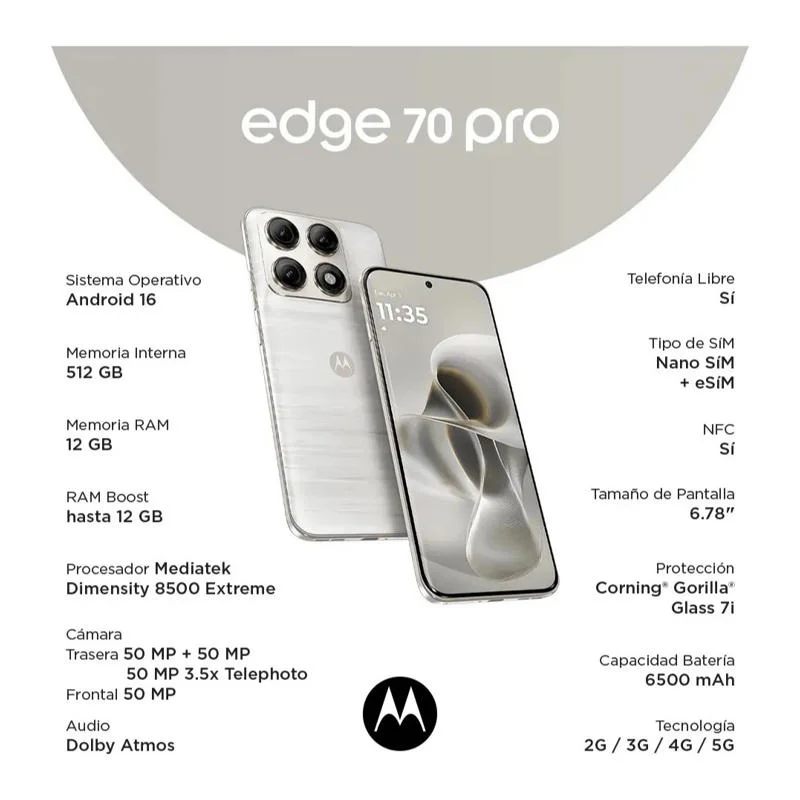 edge 70 pro
Sistema Operativo
Android 16
Memoria Interna
512 GB
Memoria RAM
12 GB
RAM Boost
hasta 12 GB
Procesador Mediatek
Dimensity 8500 Extreme
Cámara
Trasera 50 MP + 50 MP
50 MP 3.5x Telephoto
Frontal 50 MP
Audio
Dolby Atmos
11:35
Telefonía Libre
Sí
Tipo de SíM
Nano SíM
+ eSíM
NFC
Sí
Tamaño de Pantalla
6.78”
Protección
Corning® Gorilla®
Glass 7i
Capacidad Batería
6500 mAh
Tecnología
2G / 3G / 4G / 5G